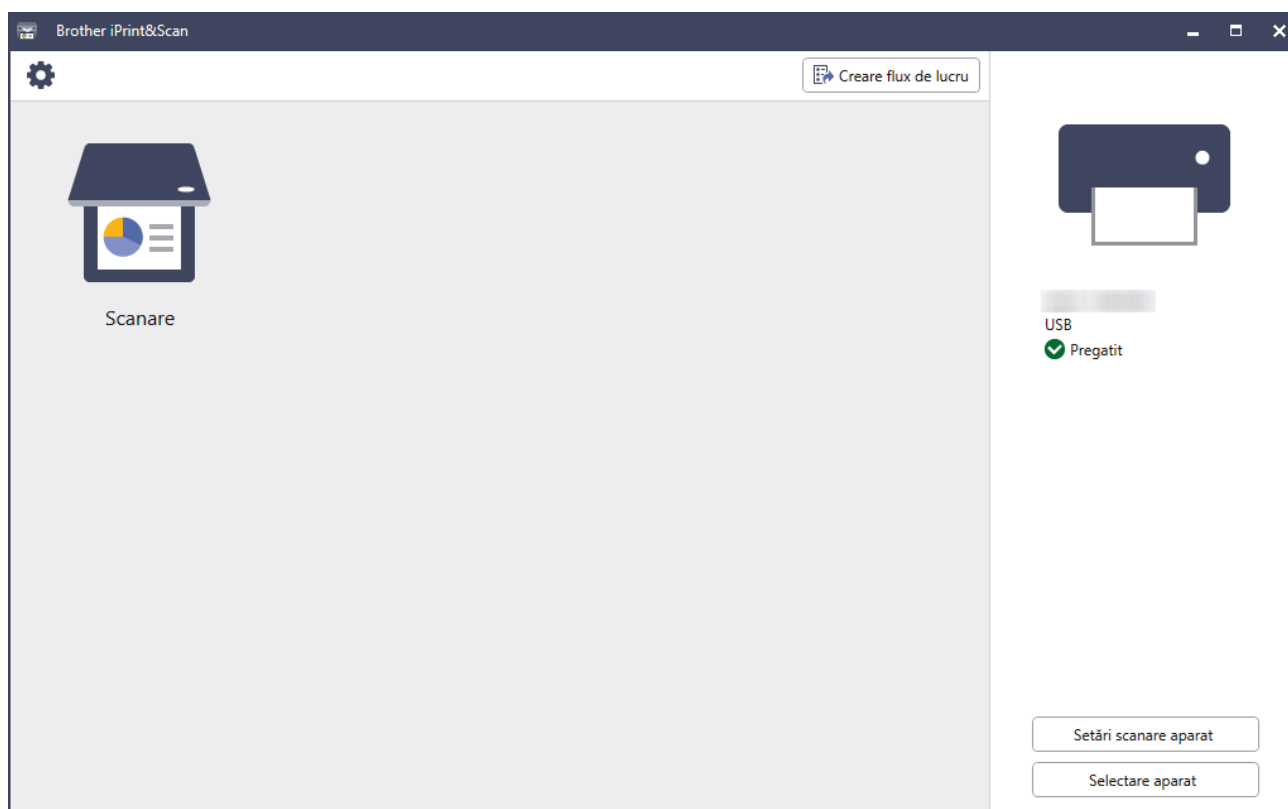 Brother iPrint&Scan
Creare flux de lucru
Scanare
USB
Pregatit
Setări scanare aparat
Selectare aparat